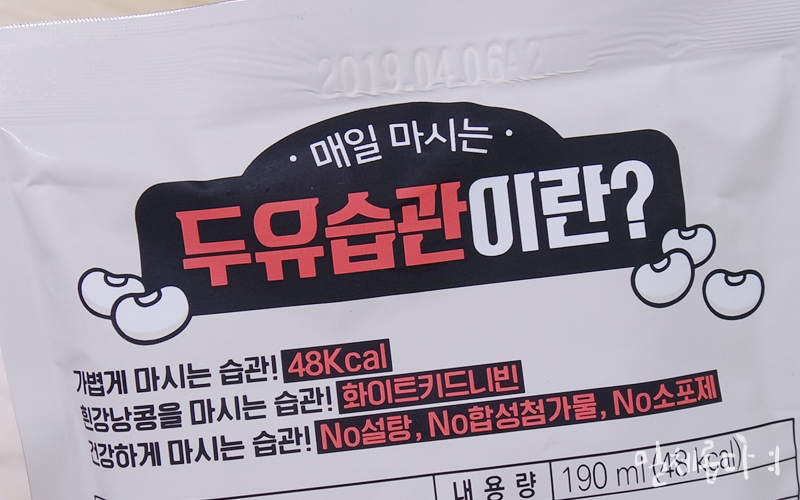 2019.04.06
· 매일 마시는 ·
두유습관이란?
가볍게 마시는 습관! 48Kcal
흰강낭콩을 마시는 습관! 화이트키드니빈
건강하게 마시는 습관! No설탕, No합성첨가물, No소포제
내용량 190 ml (48 kcal)